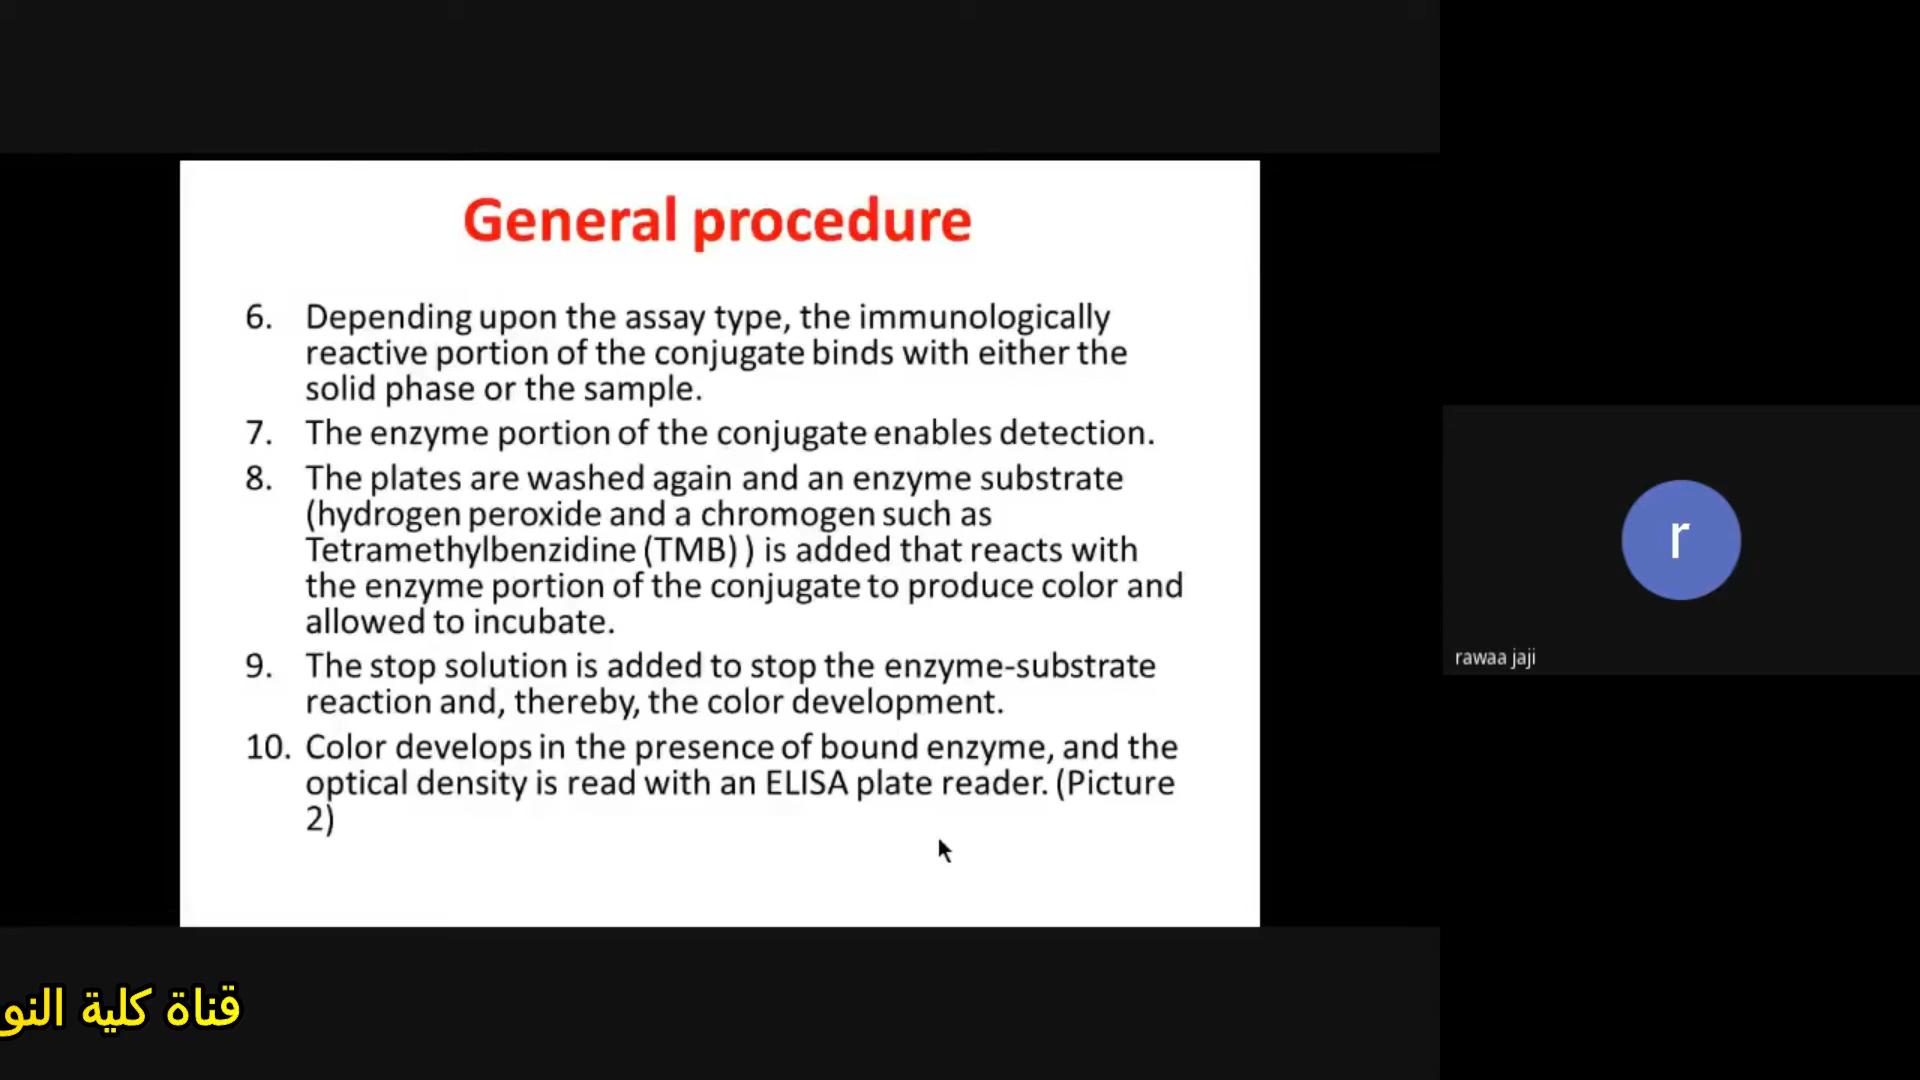 General procedure
6. Depending upon the assay type, the immunologically
reactive portion of the conjugate binds with either the
solid phase or the sample.
7. The enzyme portion of the conjugate enables detection.
8. The plates are washed again and an enzyme substrate
(hydrogen peroxide and a chromogen such as
Tetramethylbenzidine (TMB) ) is added that reacts with
the enzyme portion of the conjugate to produce color and
allowed to incubate.
9. The stop solution is added to stop the enzyme-substrate
reaction and, thereby, the color development.
10. Color develops in the presence of bound enzyme, and the
optical density is read with an ELISA plate reader. (Picture
2)
r
rawaa jaji
قناة كلية